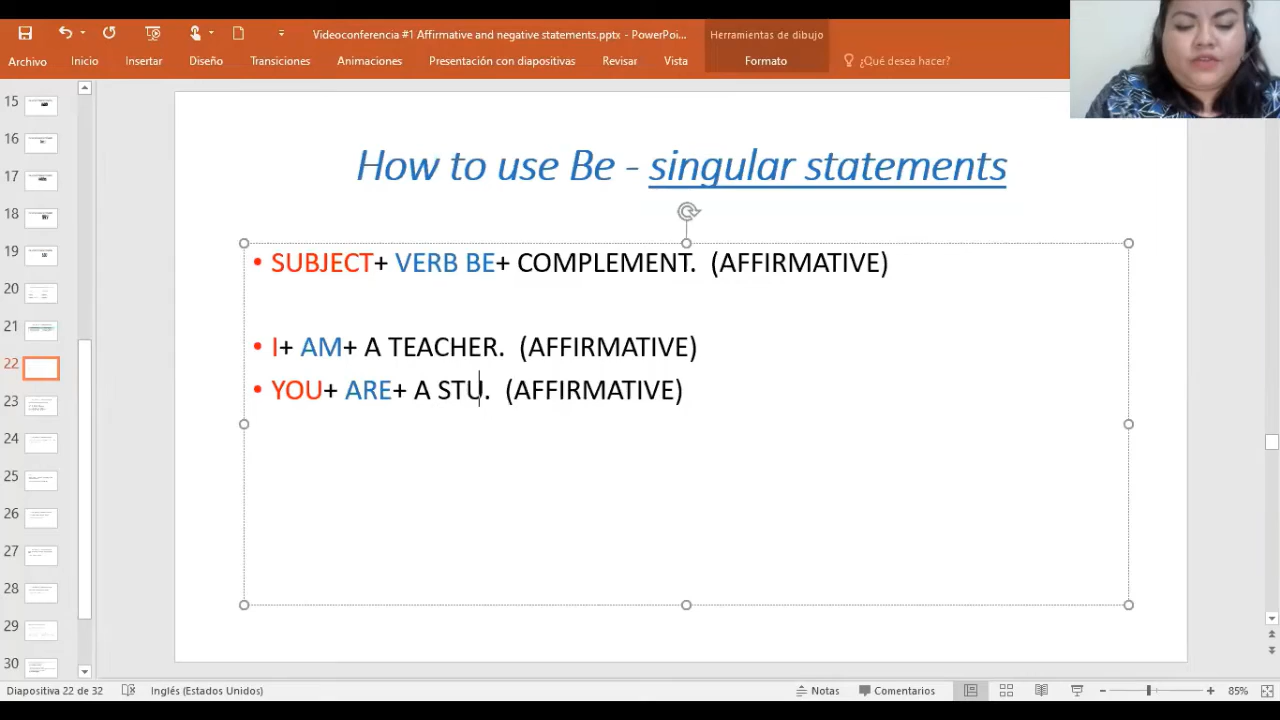 Videoconferencia #1 Affirmative and negative statements.pptx - PowerPoi...
Herramientas de dibujo
Archivo Inicio Insertar Diseño Transiciones Animaciones Presentación con diapositivas Revisar Vista Formato ¿Qué desea hacer?
15
16
17
18
19
20
21
22
23
24
25
26
27
28
29
30
How to use Be - singular statements
• SUBJECT+ VERB BE+ COMPLEMENT. (AFFIRMATIVE)
• I+ AM+ A TEACHER. (AFFIRMATIVE)
• YOU+ ARE+ A STU. (AFFIRMATIVE)
Diapositiva 22 de 32 Inglés (Estados Unidos) Notas Comentarios 85%